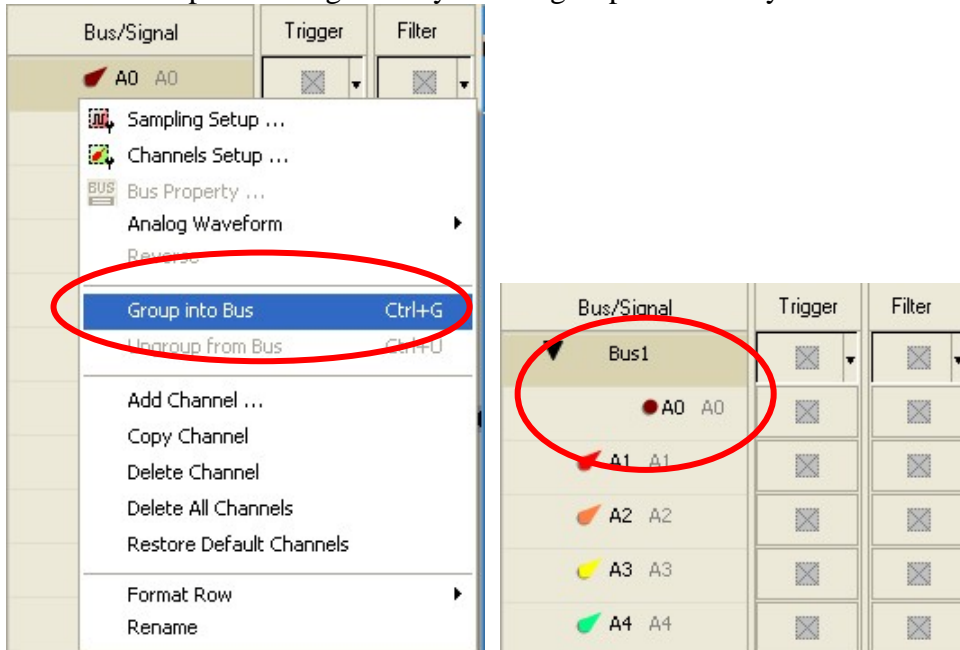 Bus/Signal Trigger Filter
A0 A0
Sampling Setup ...
Channels Setup ...
BUS Bus Property ...
Analog Waveform
Reverse
Group into Bus Ctrl+G
Ungroup from Bus Ctrl+U
Add Channel ...
Copy Channel
Delete Channel
Delete All Channels
Restore Default Channels
Format Row
Rename
Bus/Signal Trigger Filter
Bus1
A0 A0
A1 A1
A2 A2
A3 A3
A4 A4